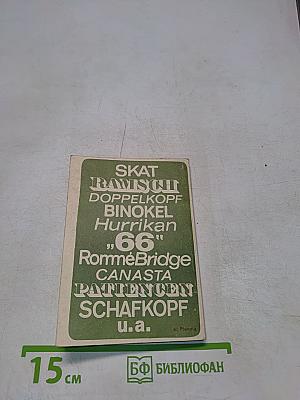 SKAT
RAMSCH
DOPPELKOPF
BINOKEL
Hurrikan
„66“
RomméBridge
CANASTA
PATIENCEN
SCHAFKOPF
u.a.
15 см
БФ БИБЛИОФАН